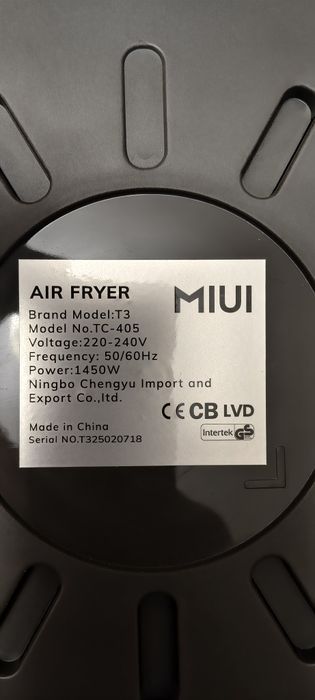 AIR FRYER
MIUI
Brand Model:T3
Model No.TC-405
Voltage:220-240V
Frequency: 50/60Hz
Power:1450W
Ningbo Chengyu Import and
Export Co.,ltd.
CE CB LVD
Intertek GS
Made in China
Serial NO.T325020718